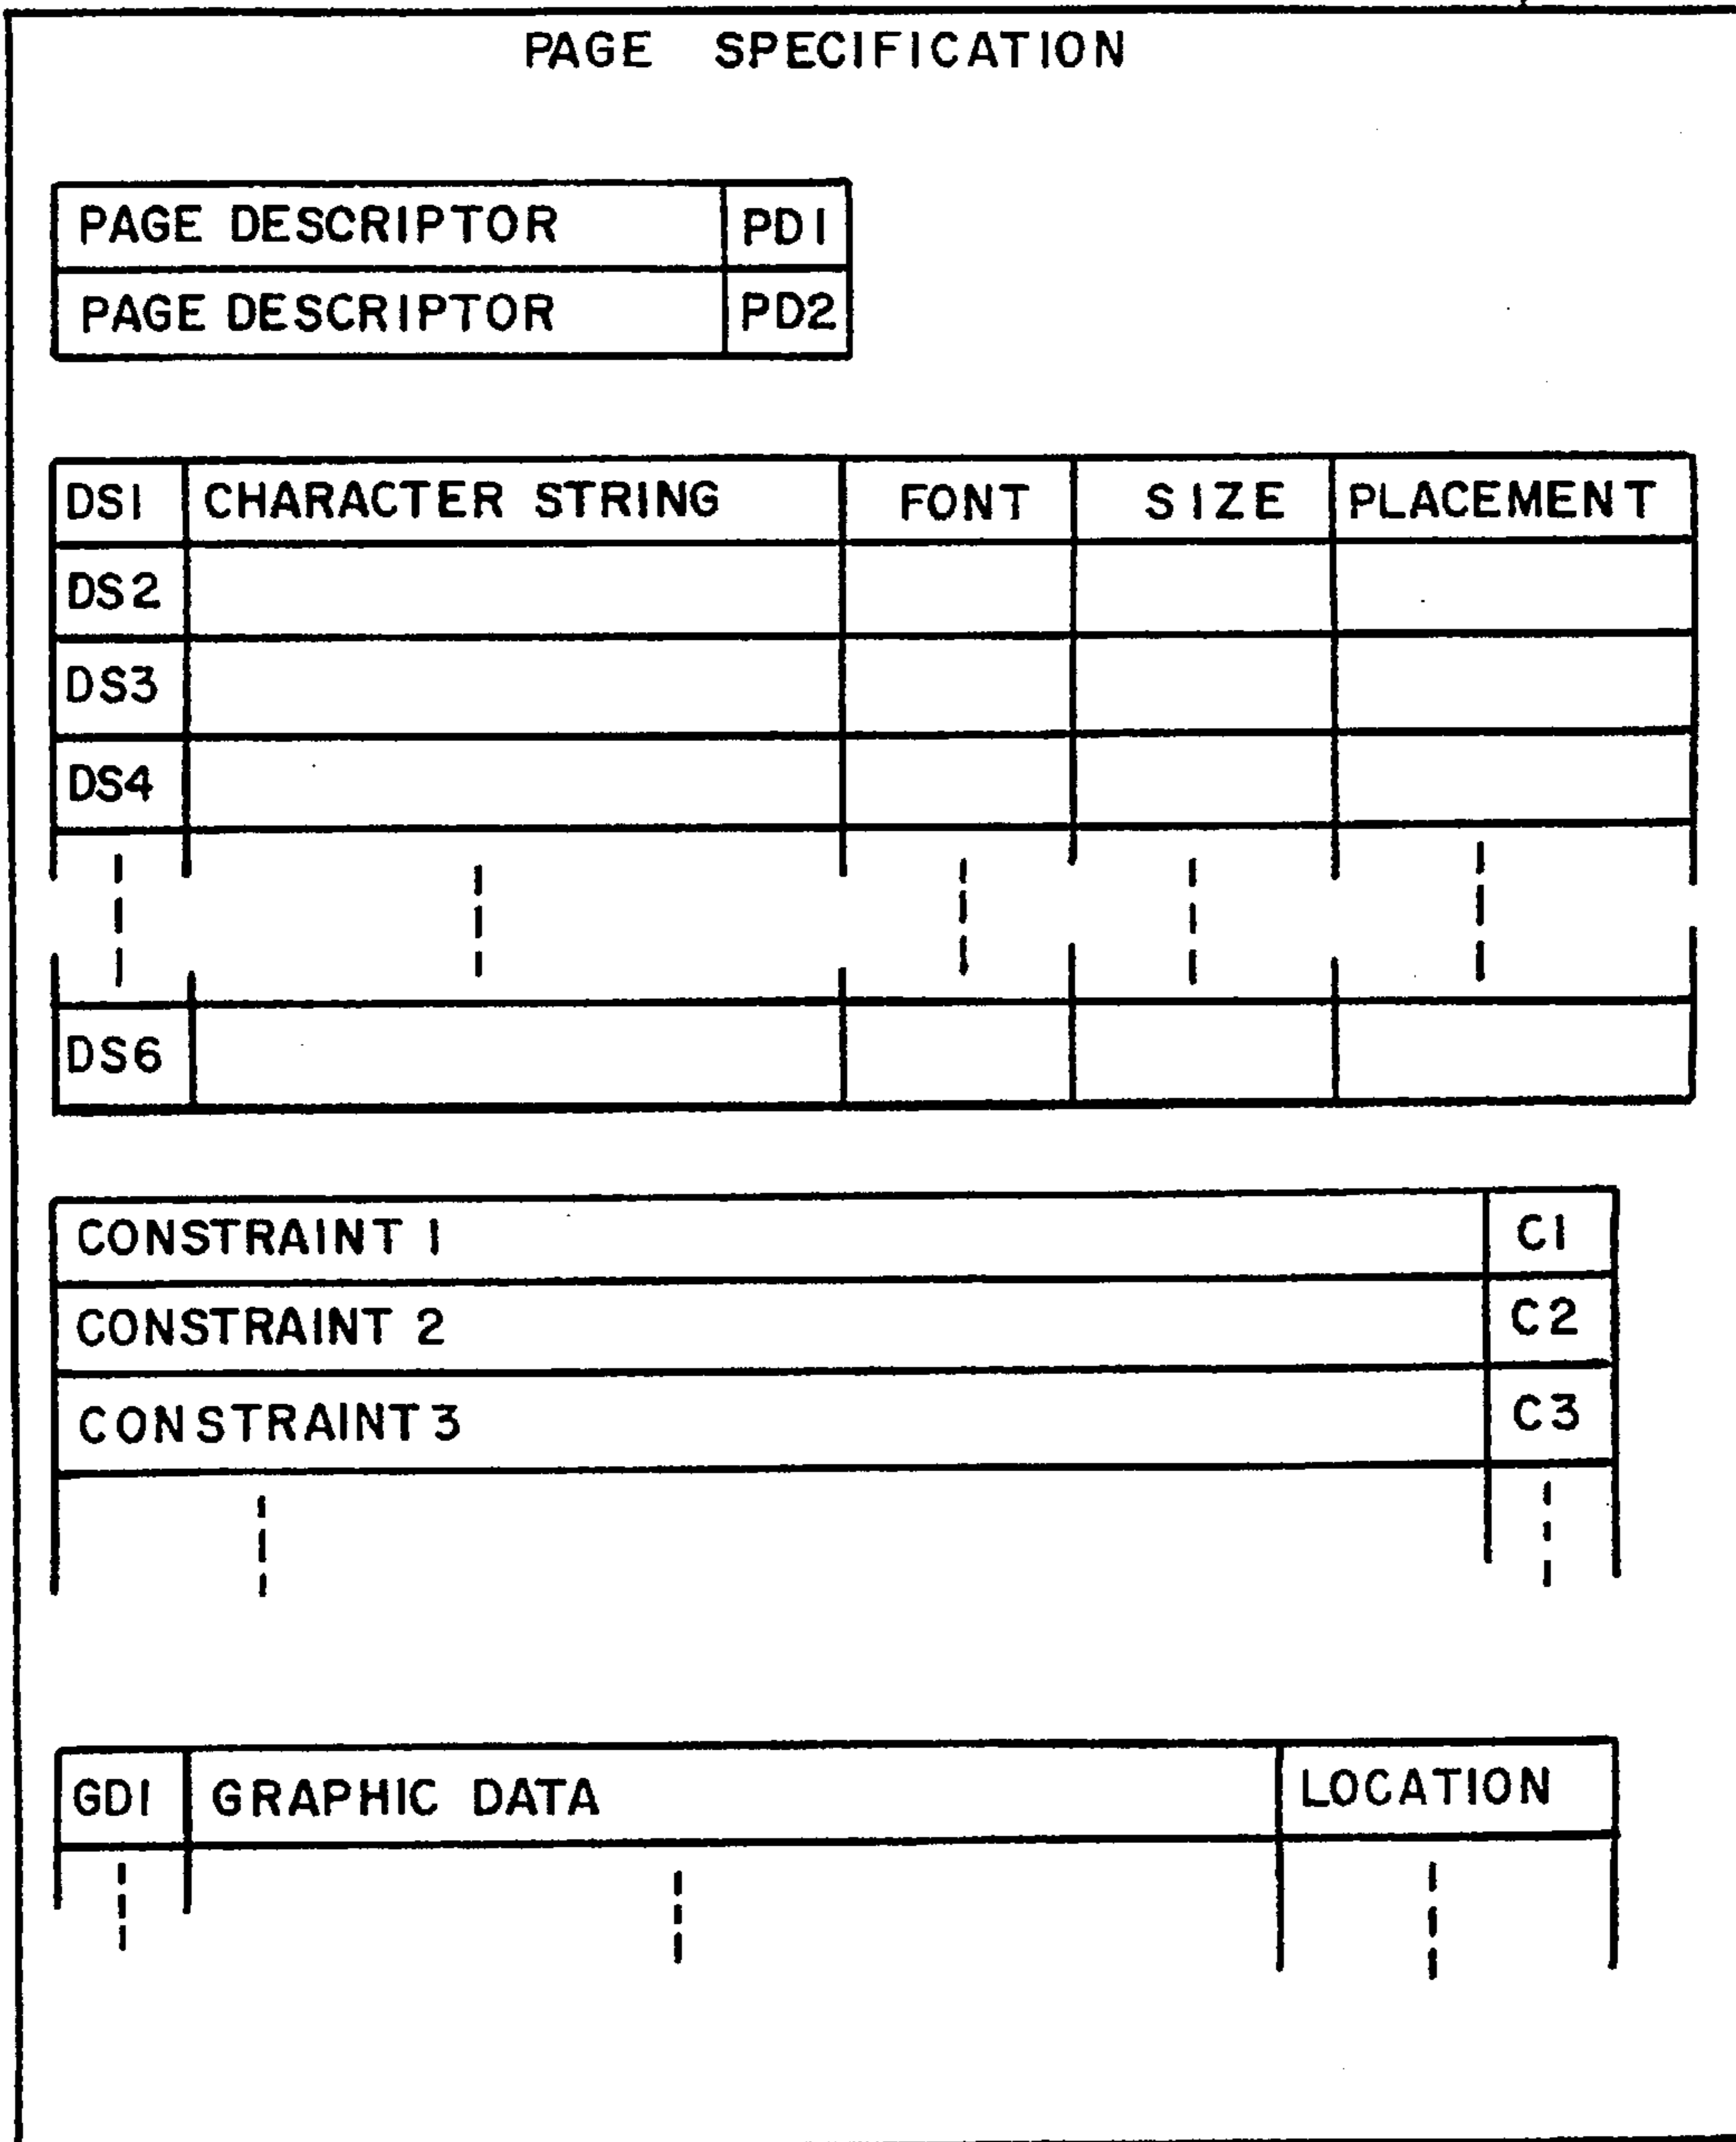 PAGE SPECIFICATION
PAGE DESCRIPTOR PD1
PAGE DESCRIPTOR PD2
DS1 CHARACTER STRING FONT SIZE PLACEMENT
DS2
DS3
DS4
DS6
CONSTRAINT 1 C1
CONSTRAINT 2 C2
CONSTRAINT 3 C3
GD1 GRAPHIC DATA LOCATION